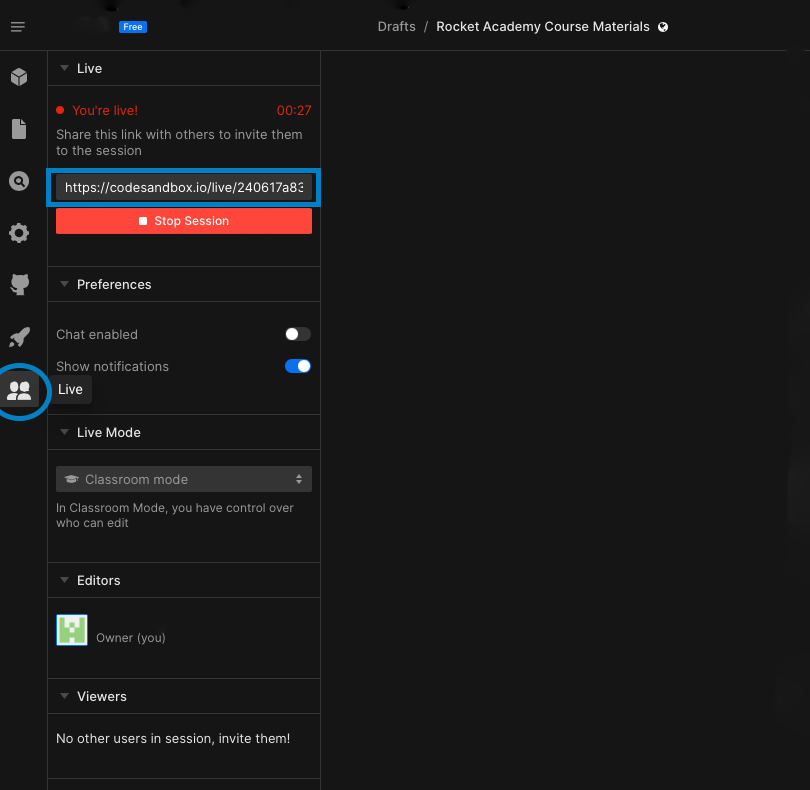 Free
Drafts / Rocket Academy Course Materials
Live
You're live! 00:27
Share this link with others to invite them
to the session
https://codesandbox.io/live/240617a83
Stop Session
Preferences
Chat enabled
Show notifications
Live
Live Mode
Classroom mode
In Classroom Mode, you have control over
who can edit
Editors
Owner (you)
Viewers
No other users in session, invite them!